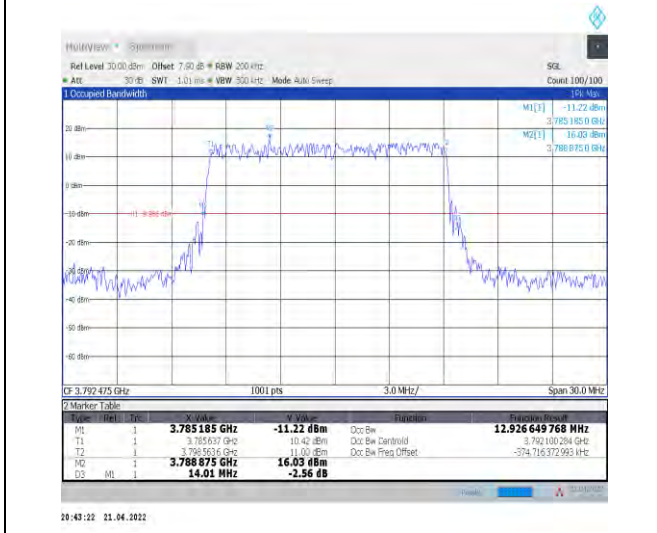 MultiView Spectrum
Ref Level 30.00 dBm Offset 7.90 dB RBW 200 kHz SGL
Att 30 dB SWT 1.01 ms VBW 500 kHz Mode Auto Sweep Count 100/100
1 Occupied Bandwidth 1Pk Max
M1[1] -11.22 dBm
3.785 185 0 GHz
M2[1] 16.03 dBm
3.788 875 0 GHz
20 dBm
10 dBm
0 dBm
-10 dBm
-20 dBm
-30 dBm
-40 dBm
-50 dBm
-60 dBm
CF 3.792 475 GHz 1001 pts 3.0 MHz/ Span 30.0 MHz
2 Marker Table
Type Ref Trc X-Value Y-Value Function Function Result
M1 1 3.785 185 GHz -11.22 dBm Occ Bw 12.926 649 768 MHz
T1 1 3.785 637 GHz 10.42 dBm Occ Bw Centroid 3.792 100 284 GHz
T2 1 3.798 563 6 GHz 11.00 dBm Occ Bw Freq Offset -374.716 372 993 kHz
M2 1 3.788 875 GHz 16.03 dBm
D3 M1 1 14.01 MHz -2.56 dB
20:43:22 21.04.2022